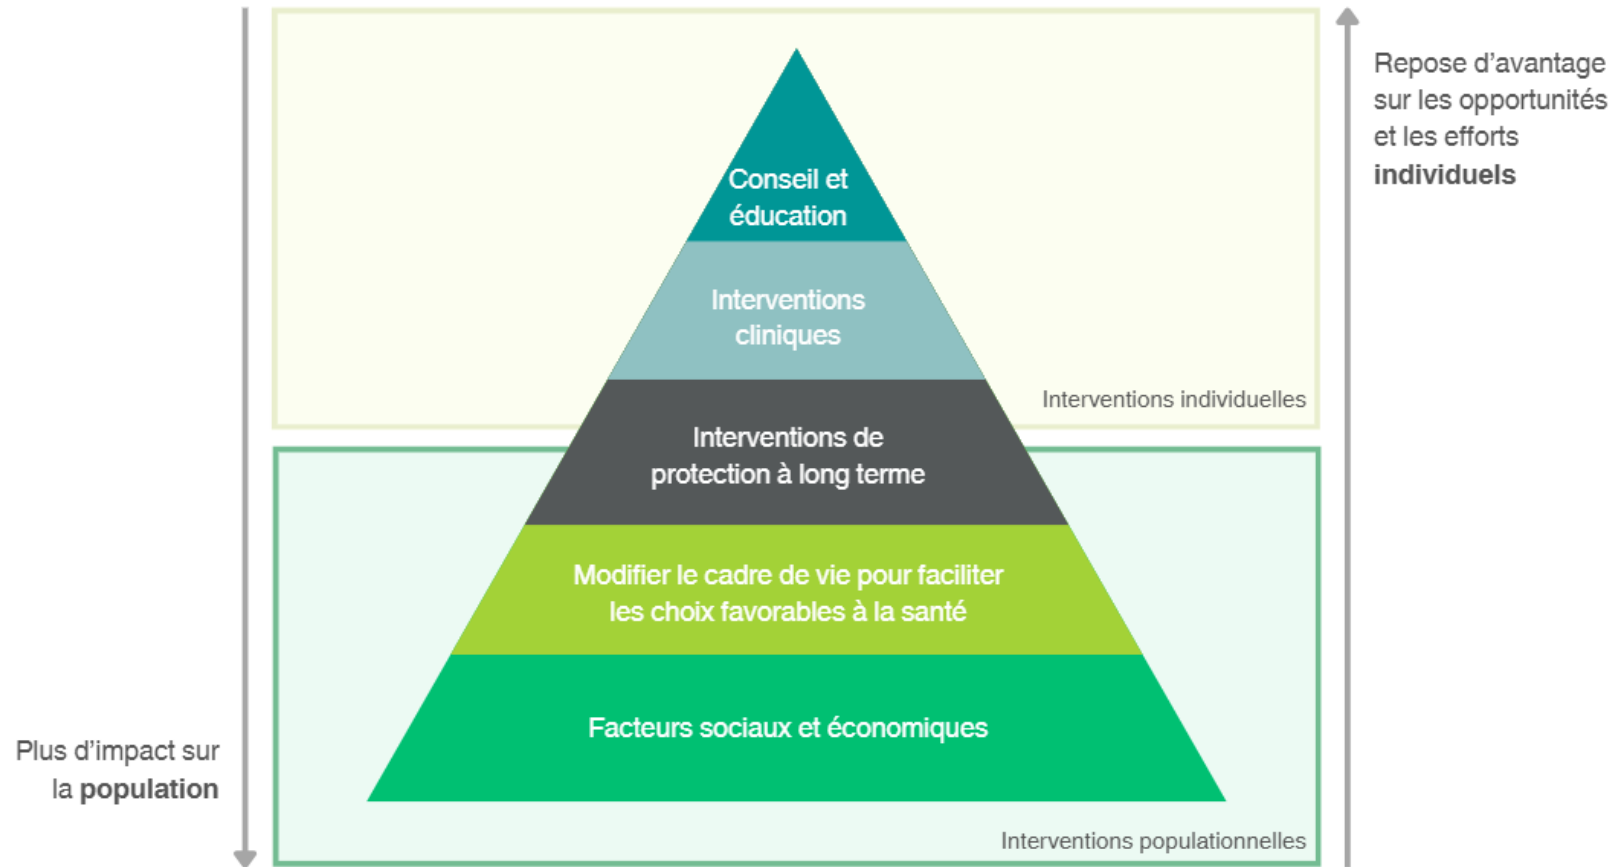 Repose d'avantage
sur les opportunités
et les efforts
individuels
Conseil et
éducation
Interventions
cliniques
Interventions individuelles
Interventions de
protection à long terme
Modifier le cadre de vie pour faciliter
les choix favorables à la santé
Facteurs sociaux et économiques
Plus d'impact sur
la population
Interventions populationnelles